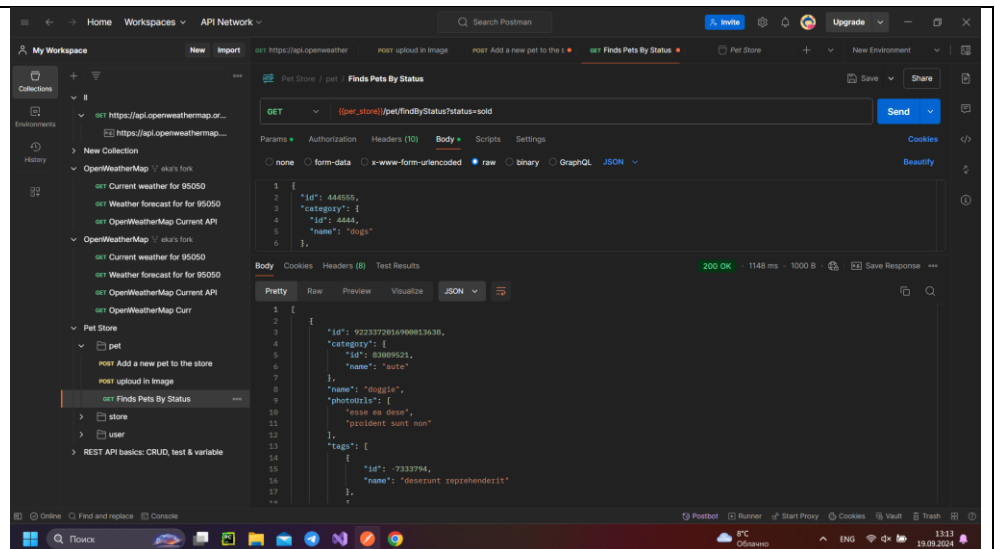 Home Workspaces API Network Search Postman Invite Upgrade
My Workspace New Import GET https://api.openweather POST uploud in Image POST Add a new pet to the s GET Finds Pets By Status Pet Store New Environment
Collections
Environments
History
ll
GET https://api.openweathermap.or...
https://api.openweathermap....
New Collection
OpenWeatherMap eka's fork
GET Current weather for 95050
GET Weather forecast for for 95050
GET OpenWeatherMap Current API
OpenWeatherMap eka's fork
GET Current weather for 95050
GET Weather forecast for for 95050
GET OpenWeatherMap Current API
GET OpenWeatherMap Curr
Pet Store
pet
POST Add a new pet to the store
POST uploud in Image
GET Finds Pets By Status
store
user
REST API basics: CRUD, test & variable
Pet Store / pet / Finds Pets By Status Save Share
GET {{per_store}}/pet/findByStatus?status=sold Send
Params Authorization Headers (10) Body Scripts Settings Cookies
none form-data x-www-form-urlencoded raw binary GraphQL JSON Beautify
1 {
2 "id": 444555,
3 "category": {
4 "id": 4444,
5 "name": "dogs"
6 },
Body Cookies Headers (8) Test Results 200 OK 1148 ms 1000 B Save Response
Pretty Raw Preview Visualize JSON
1 [
2 {
3 "id": 9223372016900013638,
4 "category": {
5 "id": 83089521,
6 "name": "aute"
7 },
8 "name": "doggie",
9 "photoUrls": [
10 "esse ea dese",
11 "proident sunt non"
12 ],
13 "tags": [
14 {
15 "id": -7333794,
16 "name": "deserunt reprehenderit"
17 },
Online Find and replace Console Postbot Runner Start Proxy Cookies Vault Trash
Поиск 8°C ENG 13:13
Облачно 19.09.2024